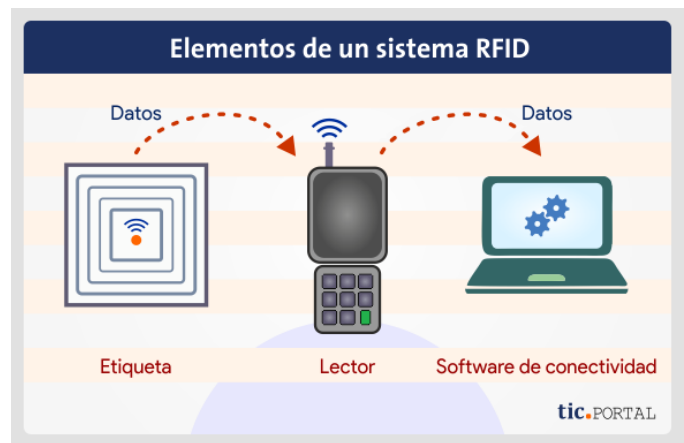 Elementos de un sistema RFID
Datos
Datos
Etiqueta
Lector
Software de conectividad
tic.PORTAL